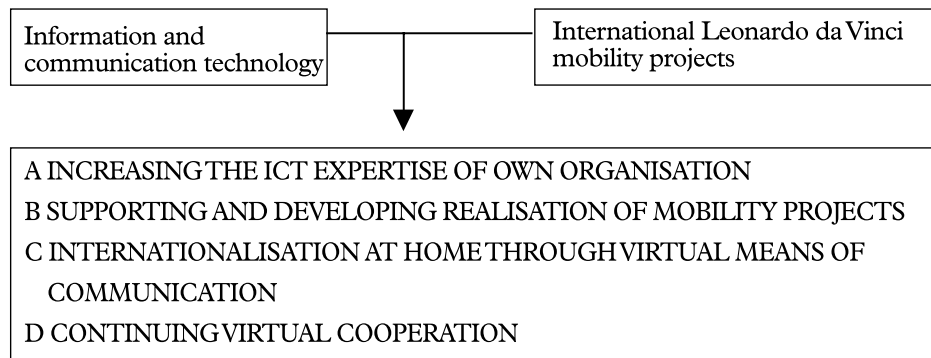 Information and
communication technology
International Leonardo da Vinci
mobility projects
A INCREASING THE ICT EXPERTISE OF OWN ORGANISATION
B SUPPORTING AND DEVELOPING REALISATION OF MOBILITY PROJECTS
C INTERNATIONALISATION AT HOME THROUGH VIRTUAL MEANS OF
COMMUNICATION
D CONTINUING VIRTUAL COOPERATION